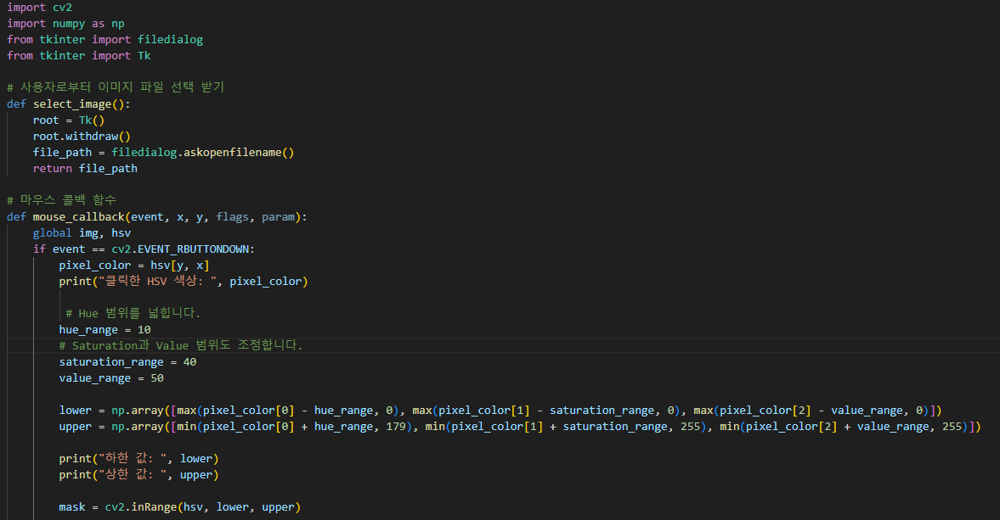 import cv2
import numpy as np
from tkinter import filedialog
from tkinter import Tk
# 사용자로부터 이미지 파일 선택 받기
def select_image():
root = Tk()
root.withdraw()
file_path = filedialog.askopenfilename()
return file_path
# 마우스 콜백 함수
def mouse_callback(event, x, y, flags, param):
global img, hsv
if event == cv2.EVENT_RBUTTONDOWN:
pixel_color = hsv[y, x]
print("클릭한 HSV 색상: ", pixel_color)
# Hue 범위를 넓힙니다.
hue_range = 10
# Saturation과 Value 범위도 조정합니다.
saturation_range = 40
value_range = 50
lower = np.array([max(pixel_color[0] - hue_range, 0), max(pixel_color[1] - saturation_range, 0), max(pixel_color[2] - value_range, 0)])
upper = np.array([min(pixel_color[0] + hue_range, 179), min(pixel_color[1] + saturation_range, 255), min(pixel_color[2] + value_range, 255)])
print("하한 값: ", lower)
print("상한 값: ", upper)
mask = cv2.inRange(hsv, lower, upper)